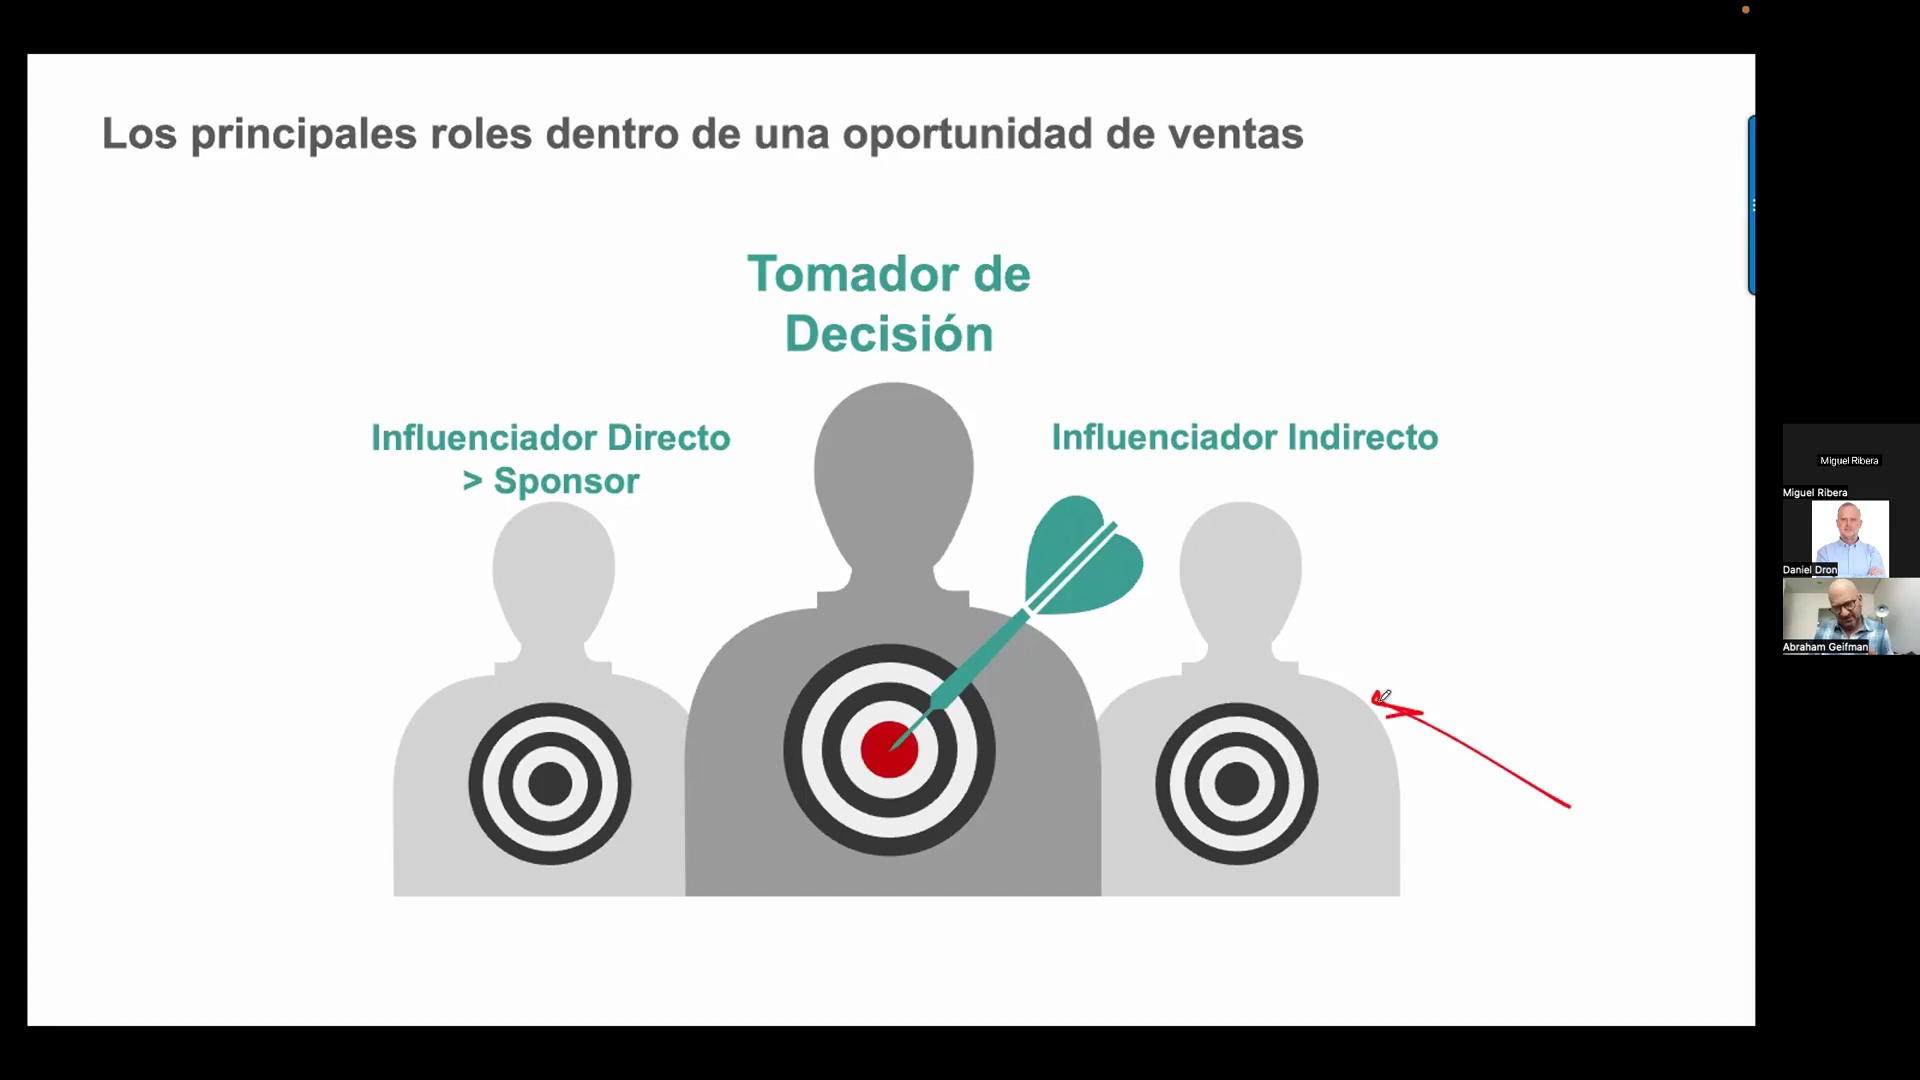 Los principales roles dentro de una oportunidad de ventas
Tomador de
Decisión
Influenciador Directo
> Sponsor
Influenciador Indirecto
Miguel Ribera
Miguel Ribera
Daniel Dron
Abraham Geifman